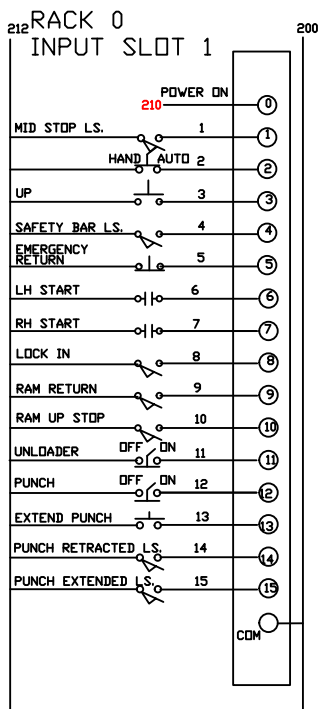 212 RACK 0 200
INPUT SLOT 1
POWER ON
210 0
MID STOP LS. 1 1
HAND AUTO 2 2
UP 3 3
SAFETY BAR LS. 4 4
EMERGENCY
RETURN 5 5
LH START 6 6
RH START 7 7
LOCK IN 8 8
RAM RETURN 9 9
RAM UP STOP 10 10
UNLOADER OFF ON 11 11
PUNCH OFF ON 12 12
EXTEND PUNCH 13 13
PUNCH RETRACTED LS. 14 14
PUNCH EXTENDED LS. 15 15
COM